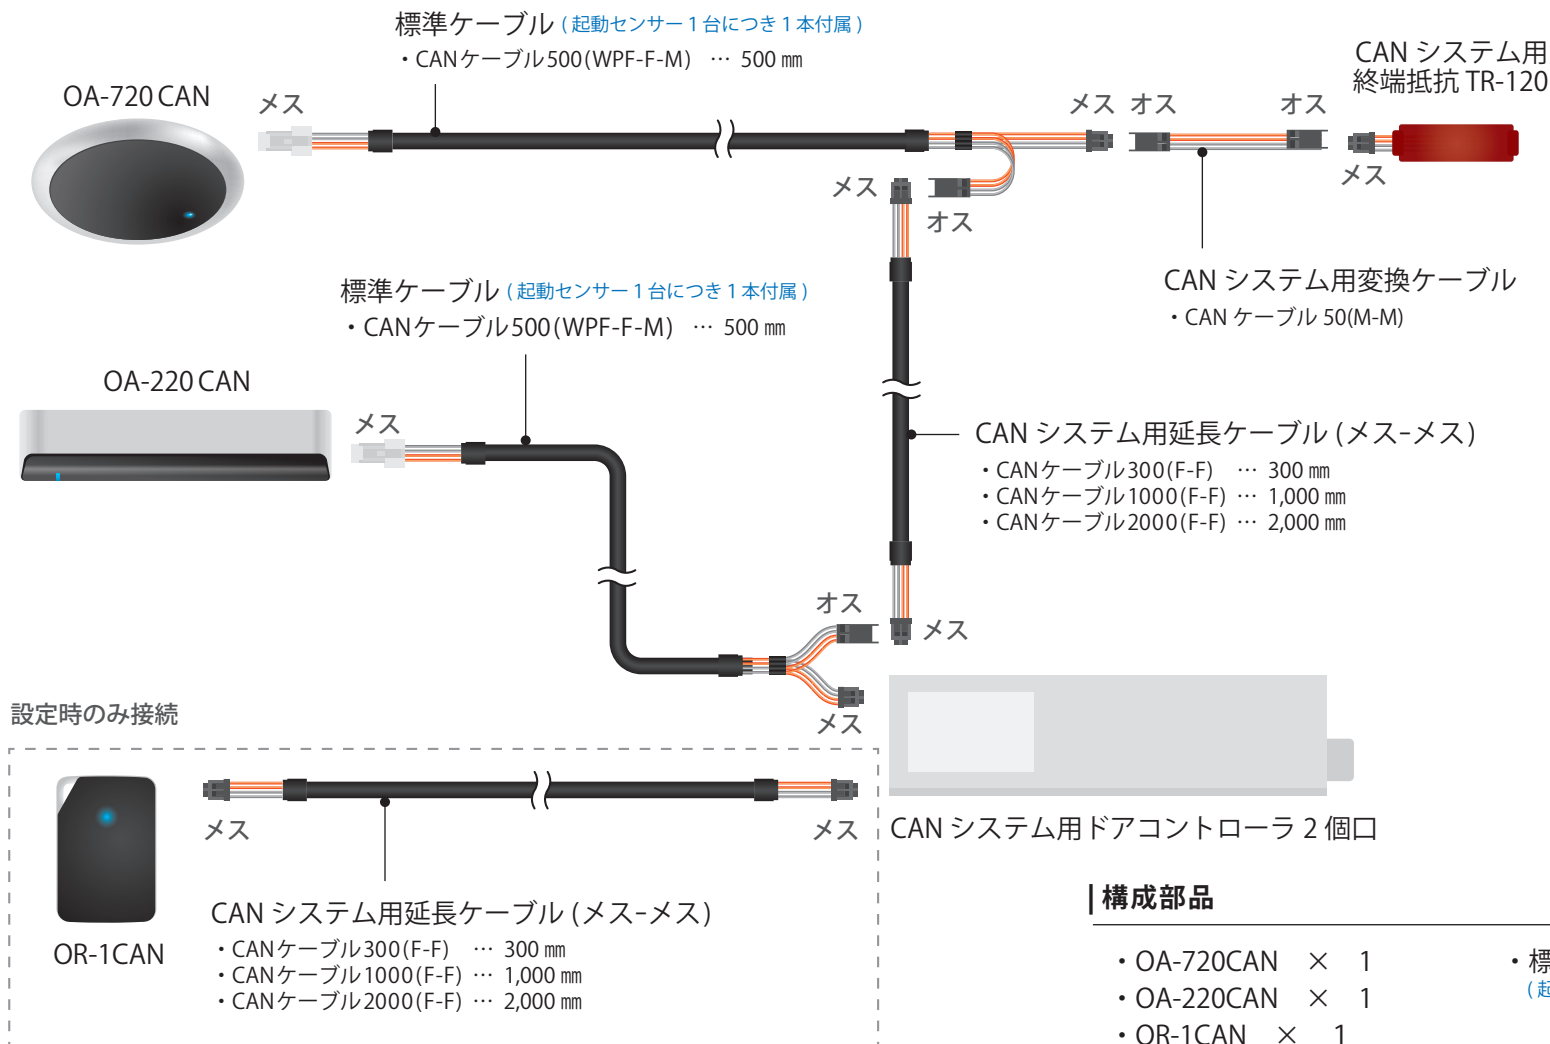 標準ケーブル ( 起動センサー 1 台につき 1 本付属 )
・CANケーブル500(WPF-F-M) … 500 ㎜
CAN システム用
終端抵抗 TR-120
OA-720 CAN
メス
メス
オス
オス
メス
メス
オス
標準ケーブル ( 起動センサー 1 台につき 1 本付属 )
・CANケーブル500(WPF-F-M) … 500 ㎜
CAN システム用変換ケーブル
・CAN ケーブル 50(M-M)
OA-220 CAN
メス
CAN システム用延長ケーブル (メス-メス)
・CANケーブル300(F-F) … 300 ㎜
・CANケーブル1000(F-F) … 1,000 ㎜
・CANケーブル2000(F-F) … 2,000 ㎜
オス
メス
メス
設定時のみ接続
メス
メス
CAN システム用ドアコントローラ 2 個口
OR-1CAN
CAN システム用延長ケーブル (メス-メス)
・CANケーブル300(F-F) … 300 ㎜
・CANケーブル1000(F-F) … 1,000 ㎜
・CANケーブル2000(F-F) … 2,000 ㎜
| 構成部品
・OA-720CAN × 1
・OA-220CAN × 1
・OR-1CAN × 1
・標
( 起